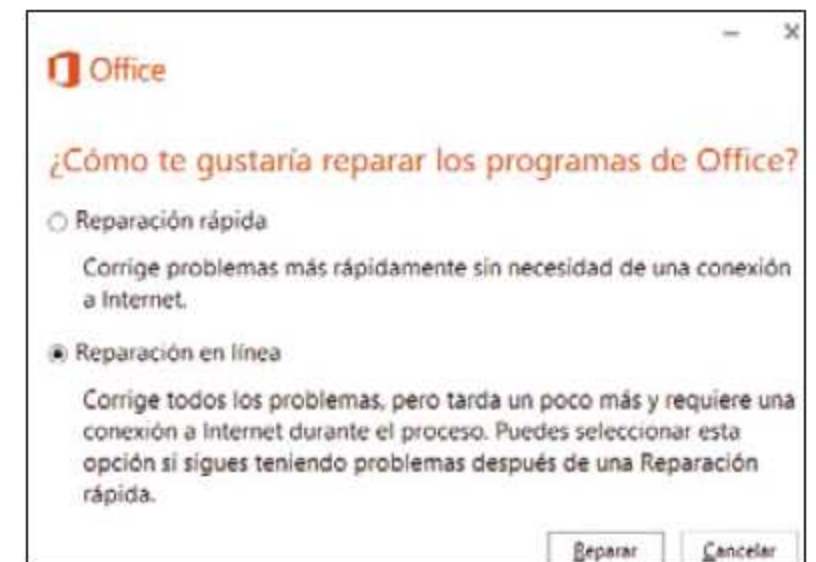 Office
¿Cómo te gustaría reparar los programas de Office?
Reparación rápida
Corrige problemas más rápidamente sin necesidad de una conexión
a Internet.
Reparación en línea
Corrige todos los problemas, pero tarda un poco más y requiere una
conexión a Internet durante el proceso. Puedes seleccionar esta
opción si sigues teniendo problemas después de una Reparación
rápida.
Reparar Cancelar